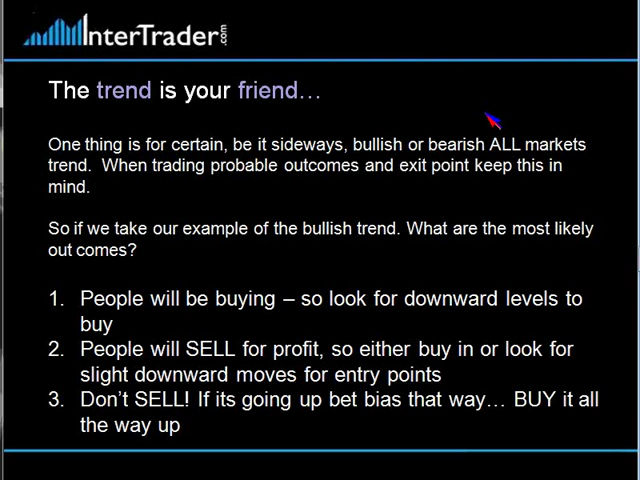 InterTrader.com
The trend is your friend…
One thing is for certain, be it sideways, bullish or bearish ALL markets
trend.  When trading probable outcomes and exit point keep this in
mind.
So if we take our example of the bullish trend. What are the most likely
out comes?
1. People will be buying – so look for downward levels to
buy
2. People will SELL for profit, so either buy in or look for
slight downward moves for entry points
3. Don't SELL! If its going up bet bias that way… BUY it all
the way up